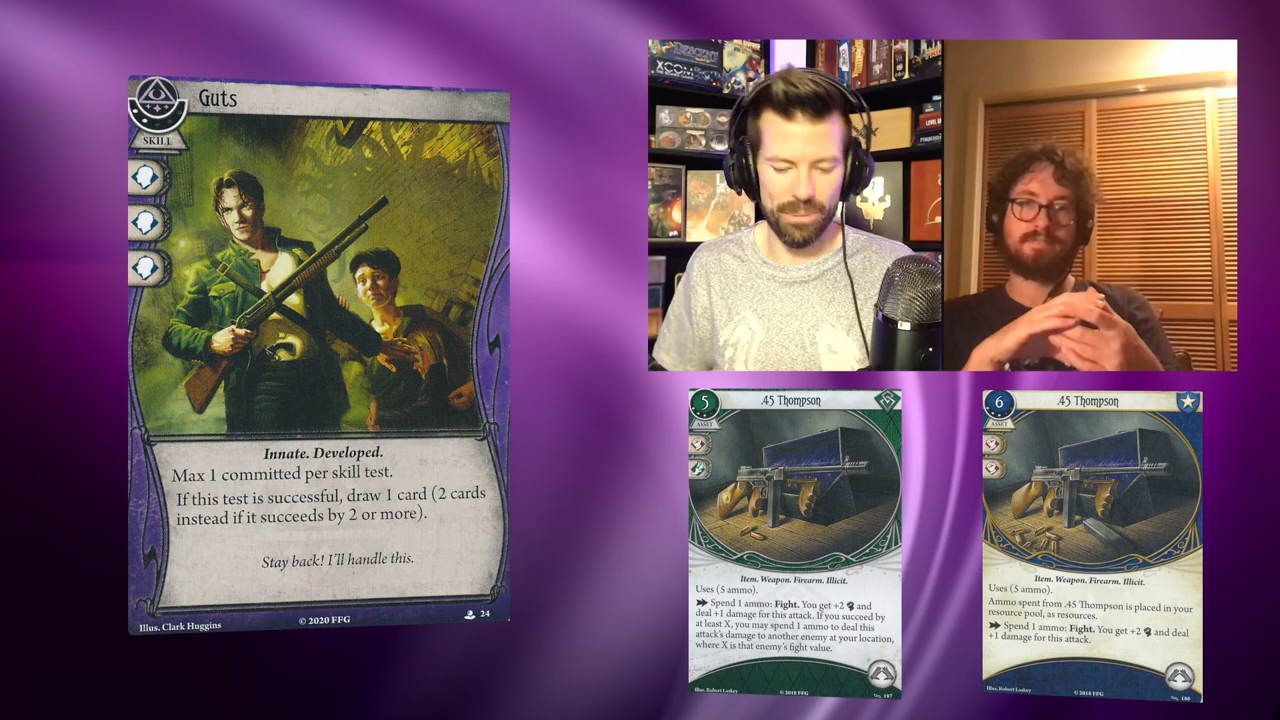 Guts
SKILL
Innate. Developed.
Max 1 committed per skill test.
If this test is successful, draw 1 card (2 cards
instead if it succeeds by 2 or more).
Stay back! I'll handle this.
Illus. Clark Huggins
© 2020 FFG
24
DESCENT
XCOM
5
.45 Thompson
ASSET
Item. Weapon. Firearm. Illicit.
Uses (5 ammo).
Spend 1 ammo: Fight. You get +2 and
deal +1 damage for this attack. If you succeed by
at least X, you may spend 1 ammo to deal this
attack's damage to another enemy at your location,
where X is that enemy's fight value.
Illus. Robert Laskey
© 2018 FFG
187
6
.45 Thompson
ASSET
Item. Weapon. Firearm. Illicit.
Uses (5 ammo).
Ammo spent from .45 Thompson is placed in your
resource pool, as resources.
Spend 1 ammo: Fight. You get +2 and deal
+1 damage for this attack.
Illus. Robert Laskey
© 2018 FFG
186